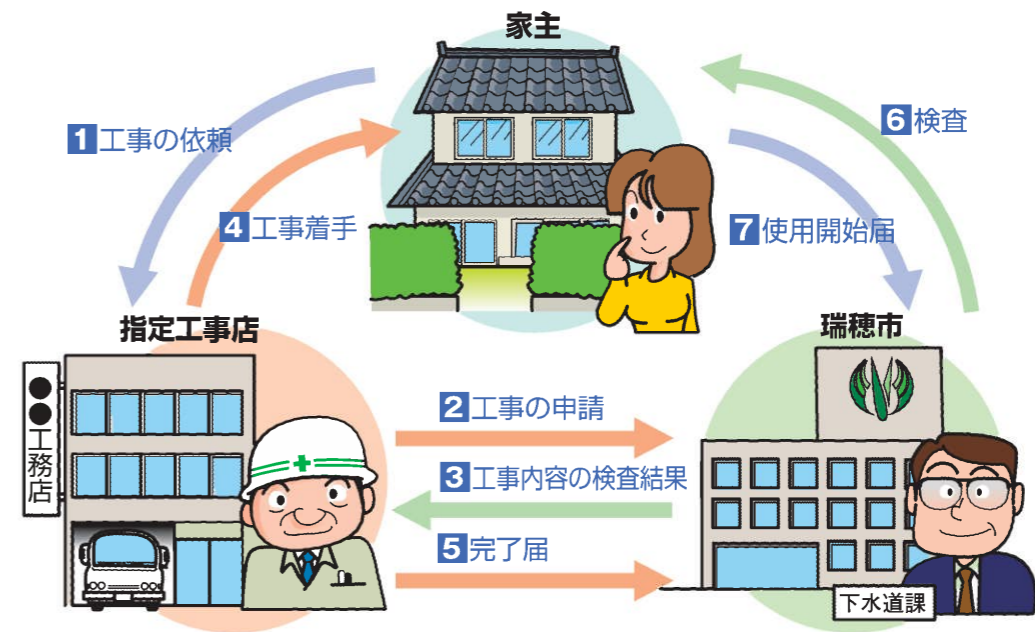 家主
1 工事の依頼
6 検査
4 工事着手
7 使用開始届
指定工事店
瑞穂市
●●工務店
2 工事の申請
3 工事内容の検査結果
5 完了届
下水道課